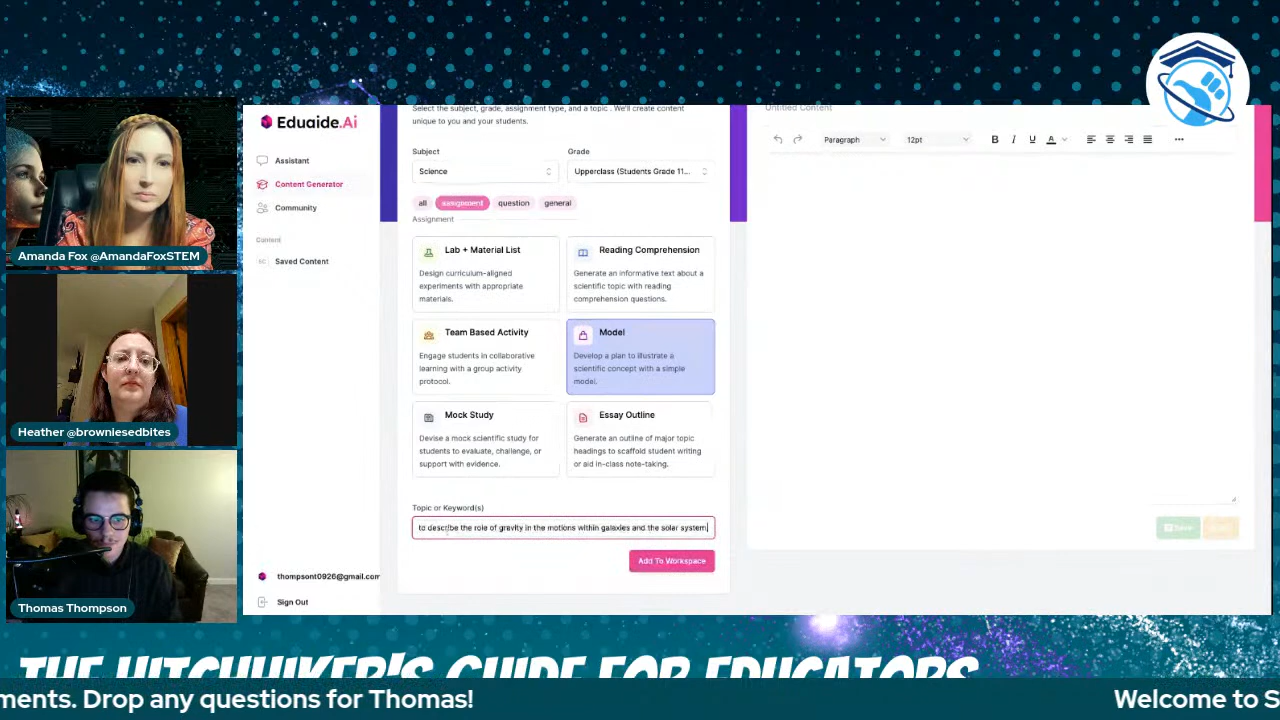 Amanda Fox @AmandaFoxSTEM
Heather @browniesedbites
Thomas Thompson
Eduaide.Ai
Assistant
Content Generator
Community
Content
Saved Content
thompsont0926@gmail.com
Sign Out
Select the subject, grade, assignment type, and a topic . We'll create content
unique to you and your students.
Subject
Grade
Science
Upperclass (Students Grade 11...
all assignment question general
Assignment
Lab + Material List
Design curriculum-aligned
experiments with appropriate
materials.
Reading Comprehension
Generate an informative text about a
scientific topic with reading
comprehension questions.
Team Based Activity
Engage students in collaborative
learning with a group activity
protocol.
Model
Develop a plan to illustrate a
scientific concept with a simple
model.
Mock Study
Devise a mock scientific study for
students to evaluate, challenge, or
support with evidence.
Essay Outline
Generate an outline of major topic
headings to scaffold student writing
or aid in-class note-taking.
Topic or Keyword(s)
to describe the role of gravity in the motions within galaxies and the solar system
Add To Workspace
Untitled Content
Paragraph 12pt B I U A
Save
THE HITCHHIKER'S GUIDE FOR EDUCATORS
ments. Drop any questions for Thomas! Welcome to S